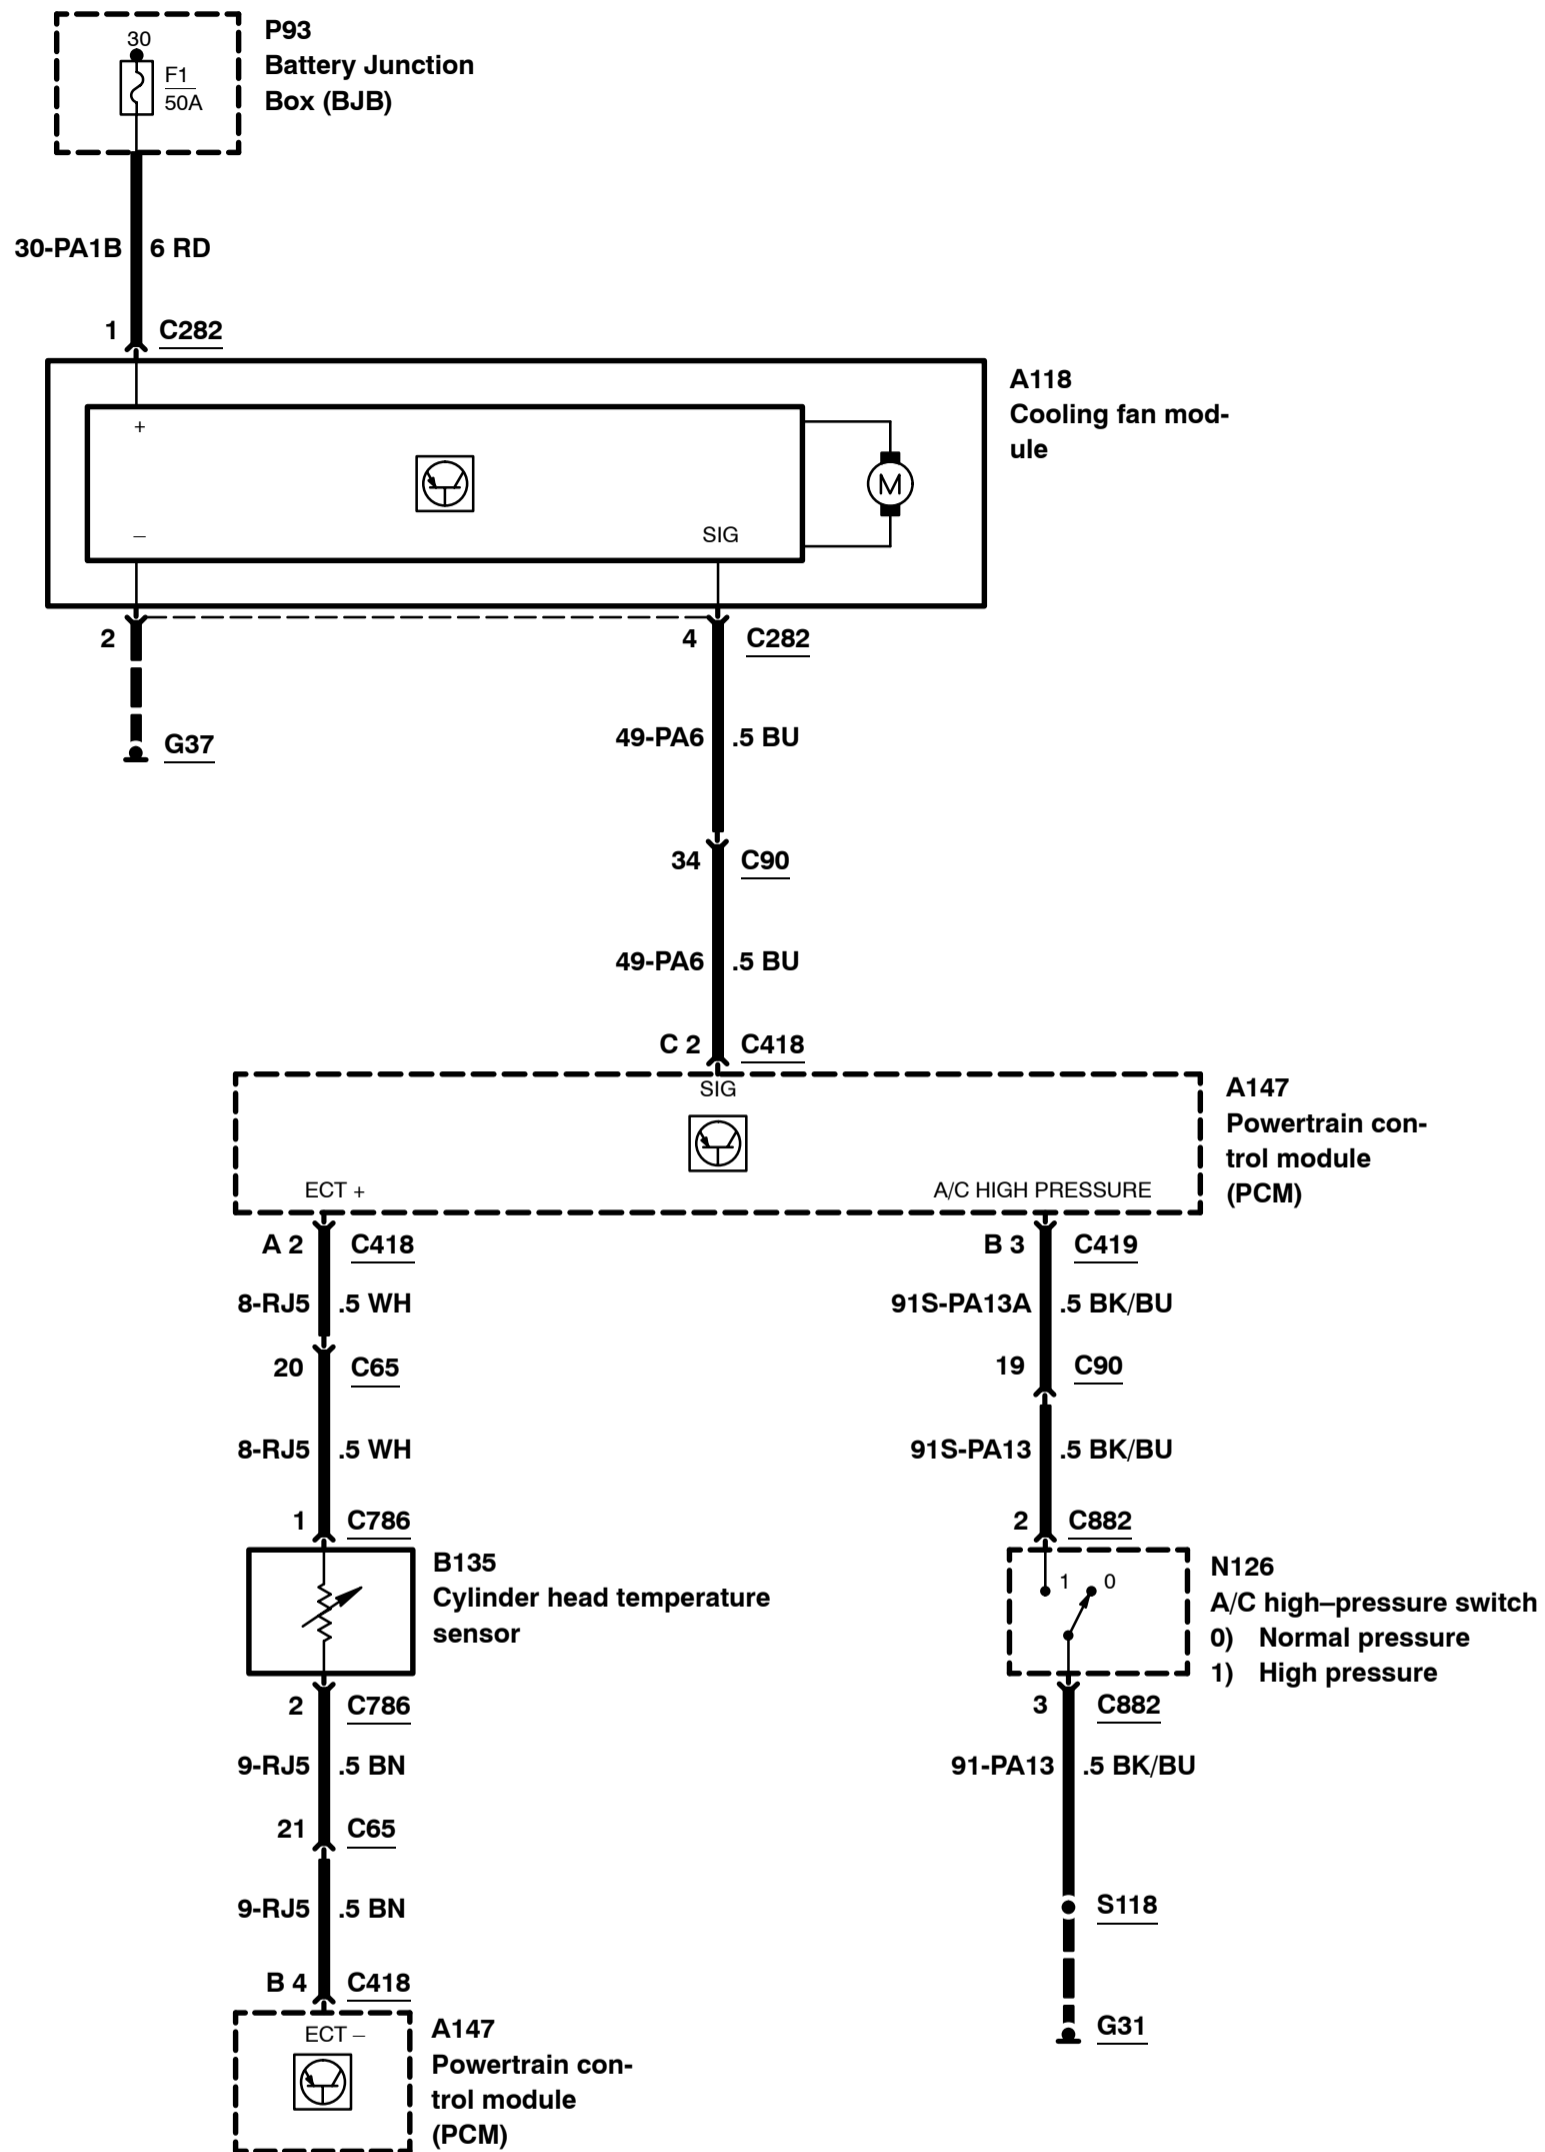 30
F1
50A
P93
Battery Junction
Box (BJB)
30-PA1B 6 RD
1 C282
A118
Cooling fan mod-
ule
+
M
– SIG
2 4 C282
G37
49-PA6 .5 BU
34 C90
49-PA6 .5 BU
C 2 C418
SIG
A147
Powertrain con-
trol module
(PCM)
ECT + A/C HIGH PRESSURE
A 2 C418 B 3 C419
8-RJ5 .5 WH 91S-PA13A .5 BK/BU
20 C65 19 C90
8-RJ5 .5 WH 91S-PA13 .5 BK/BU
1 C786 2 C882
B135
Cylinder head temperature
sensor
1 0
N126
A/C high–pressure switch
0) Normal pressure
1) High pressure
2 C786 3 C882
9-RJ5 .5 BN 91-PA13 .5 BK/BU
21 C65
9-RJ5 .5 BN S118
B 4 C418
G31
ECT –
A147
Powertrain con-
trol module
(PCM)